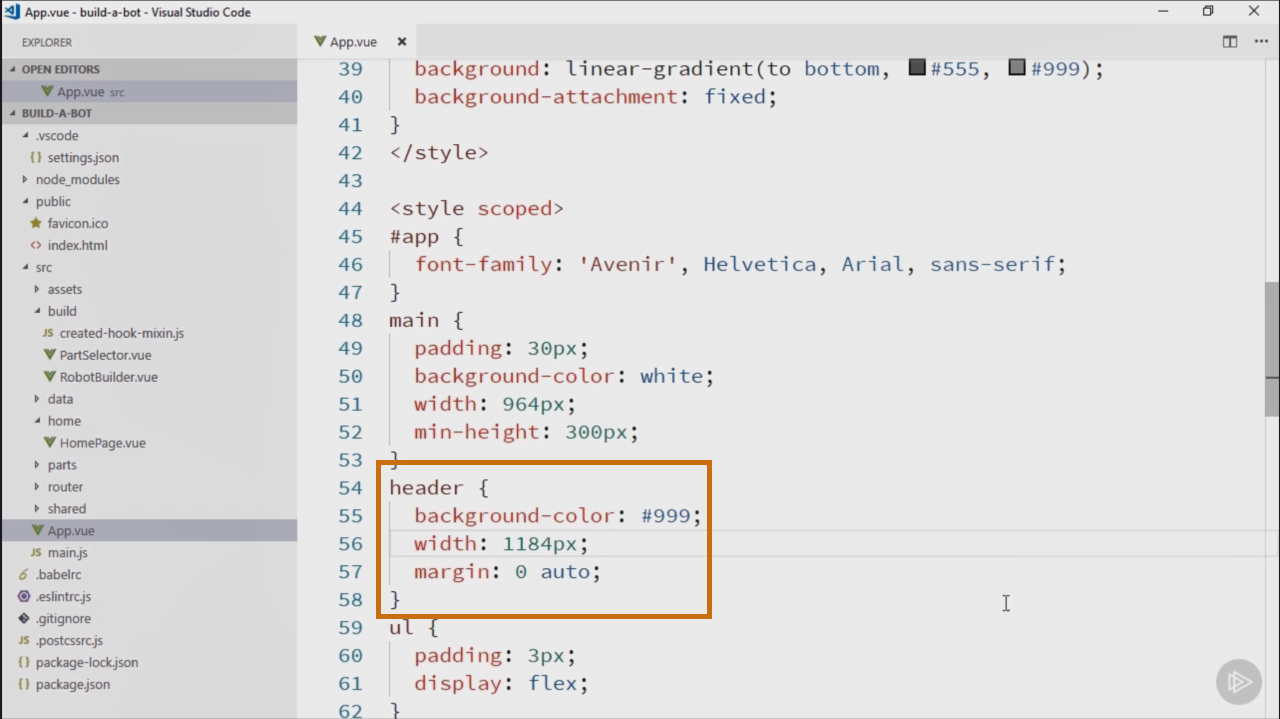 App.vue - build-a-bot - Visual Studio Code
EXPLORER
OPEN EDITORS
App.vue src
BUILD-A-BOT
.vscode
{} settings.json
node_modules
public
favicon.ico
<> index.html
src
assets
build
JS created-hook-mixin.js
PartSelector.vue
RobotBuilder.vue
data
home
HomePage.vue
parts
router
shared
App.vue
JS main.js
.babelrc
.eslintrc.js
.gitignore
JS .postcssrc.js
{} package-lock.json
{} package.json
App.vue
39 background: linear-gradient(to bottom, #555, #999);
40 background-attachment: fixed;
41 }
42 </style>
43
44 <style scoped>
45 #app {
46 font-family: 'Avenir', Helvetica, Arial, sans-serif;
47 }
48 main {
49 padding: 30px;
50 background-color: white;
51 width: 964px;
52 min-height: 300px;
53 }
54 header {
55 background-color: #999;
56 width: 1184px;
57 margin: 0 auto;
58 }
59 ul {
60 padding: 3px;
61 display: flex;
62 }